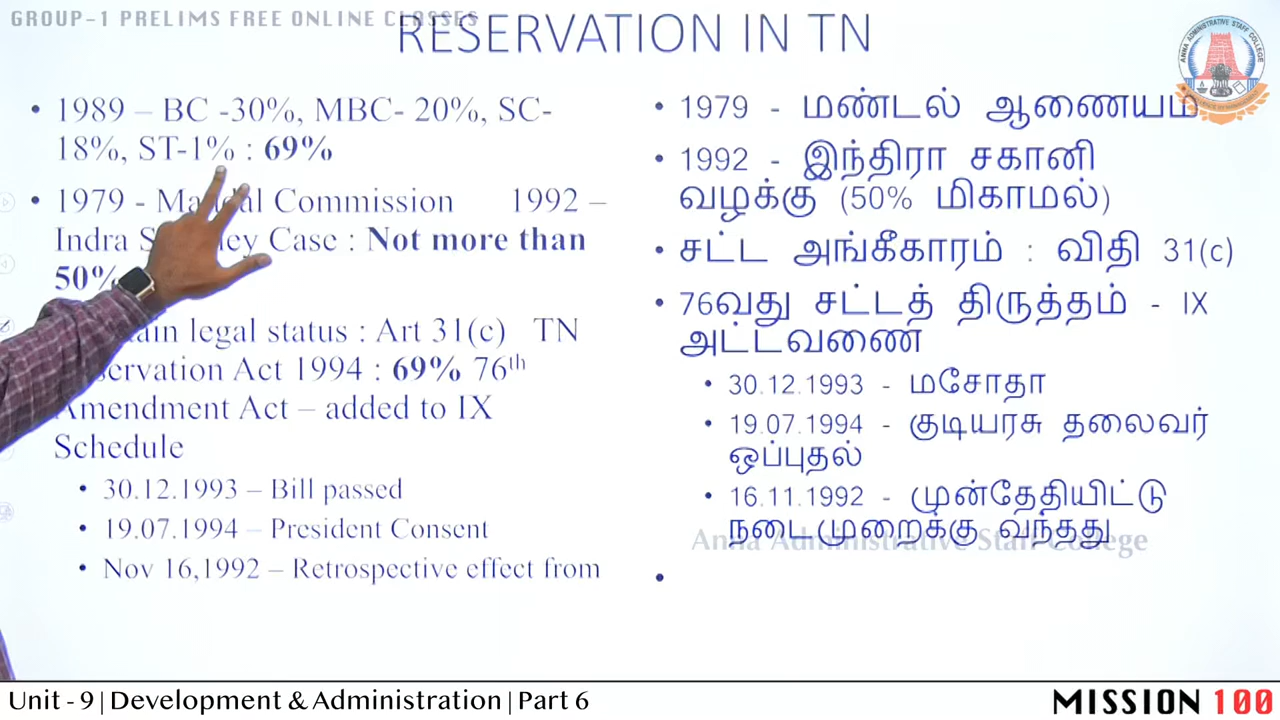 GROUP-1 PRELIMS FREE ONLINE CLASSES
RESERVATION IN TN
• 1989 – BC -30%, MBC- 20%, SC-
18%, ST-1% : 69%
• 1979 - Commission 1992 –
Indra Case : Not more than
50%
legal status : Art 31(c) TN
Act 1994 : 69% 76th
Amendment Act – added to IX
Schedule
• 30.12.1993 – Bill passed
• 19.07.1994 – President Consent
• Nov 16,1992 – Retrospective effect from
• 1979 - மண்டல் ஆணையம்
• 1992 - இந்திரா சகானி
வழக்கு (50% மிகாமல்)
• சட்ட அங்கீகாரம் : விதி 31(c)
• 76வது சட்டத் திருத்தம் - IX
அட்டவணை
• 30.12.1993 - மசோதா
• 19.07.1994 - குடியரசு தலைவர்
ஒப்புதல்
• 16.11.1992 - முன்தேதியிட்டு
நடைமுறைக்கு வந்தது
Anna Administrative Staff College
•
ANNA ADMINISTRATIVE STAFF COLLEGE
Unit - 9 | Development & Administration | Part 6
MISSION 100